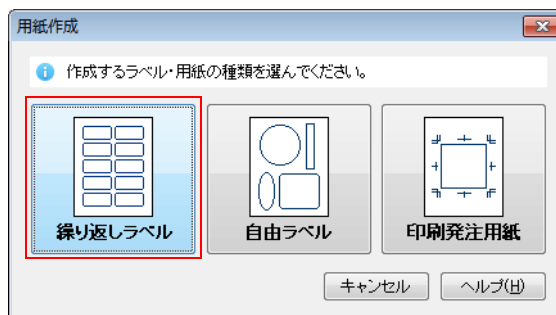 用紙作成
作成するラベル・用紙の種類を選んでください。
繰り返しラベル
自由ラベル
印刷発注用紙
キャンセル
ヘルプ(H)